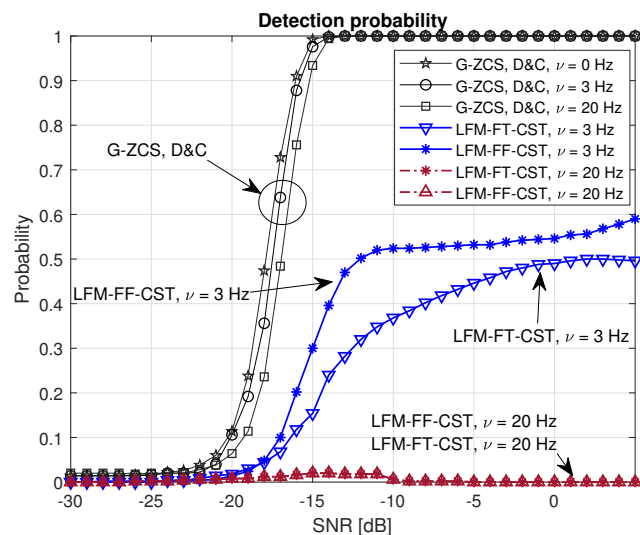 Detection probability
1
0.9
0.8
0.7
0.6
0.5
0.4
0.3
0.2
0.1
0
Probability
G-ZCS, D&C, ν = 0 Hz
G-ZCS, D&C, ν = 3 Hz
G-ZCS, D&C, ν = 20 Hz
LFM-FT-CST, ν = 3 Hz
LFM-FF-CST, ν = 3 Hz
LFM-FT-CST, ν = 20 Hz
LFM-FF-CST, ν = 20 Hz
G-ZCS, D&C
LFM-FF-CST, ν = 3 Hz
LFM-FT-CST, ν = 3 Hz
LFM-FF-CST, ν = 20 Hz
LFM-FT-CST, ν = 20 Hz
-30 -25 -20 -15 -10 -5 0
SNR [dB]